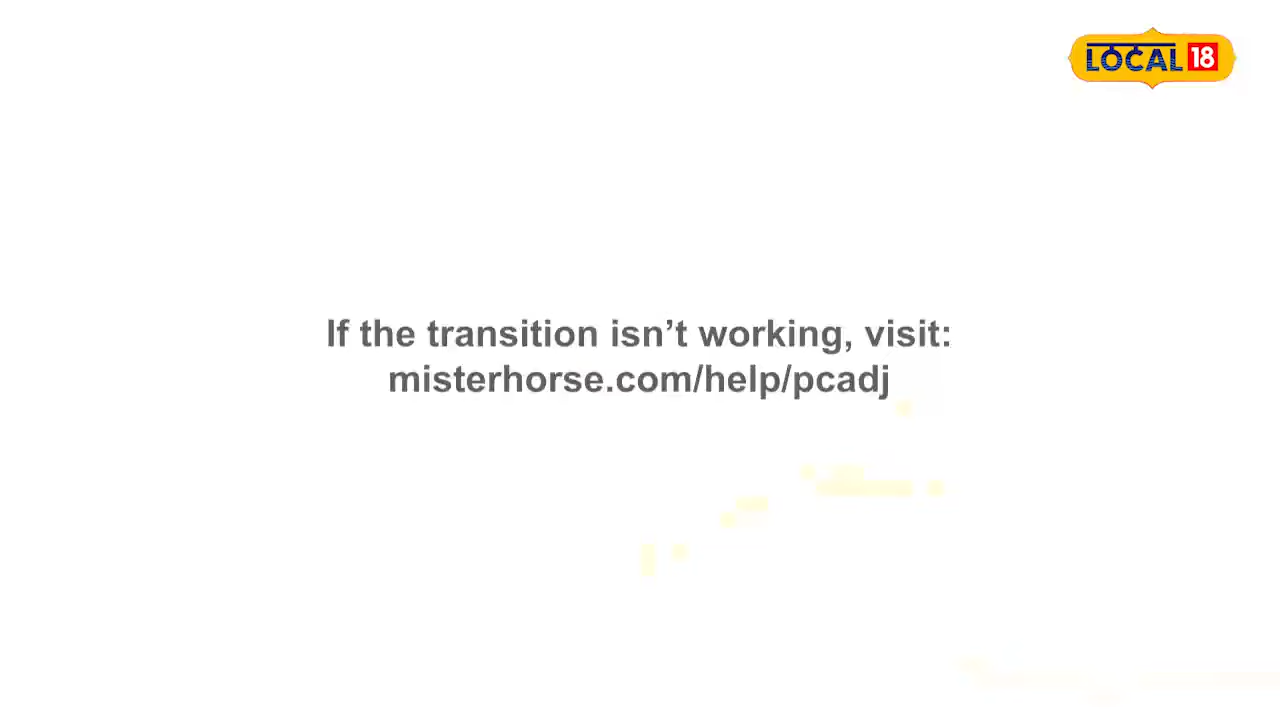 LOCAL 18
If the transition isn’t working, visit:
misterhorse.com/help/pcadj